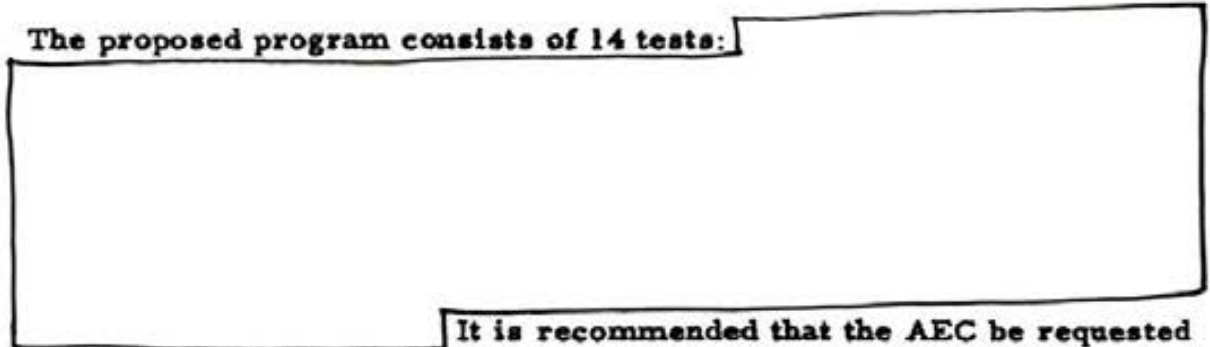 The proposed program consists of 14 tests:
It is recommended that the AEC be requested